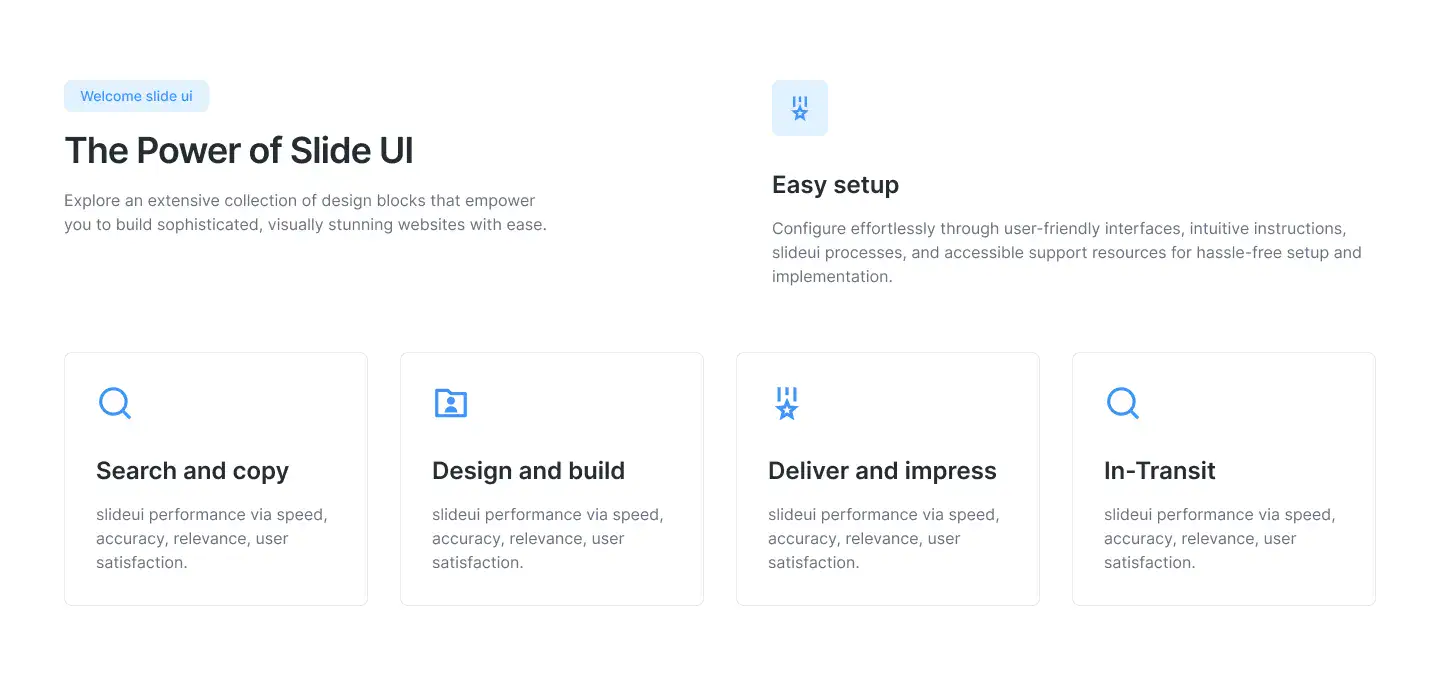 Welcome slide ui
The Power of Slide UI
Explore an extensive collection of design blocks that empower
you to build sophisticated, visually stunning websites with ease.
Easy setup
Configure effortlessly through user-friendly interfaces, intuitive instructions,
slideui processes, and accessible support resources for hassle-free setup and
implementation.
Search and copy
slideui performance via speed,
accuracy, relevance, user
satisfaction.
Design and build
slideui performance via speed,
accuracy, relevance, user
satisfaction.
Deliver and impress
slideui performance via speed,
accuracy, relevance, user
satisfaction.
In-Transit
slideui performance via speed,
accuracy, relevance, user
satisfaction.